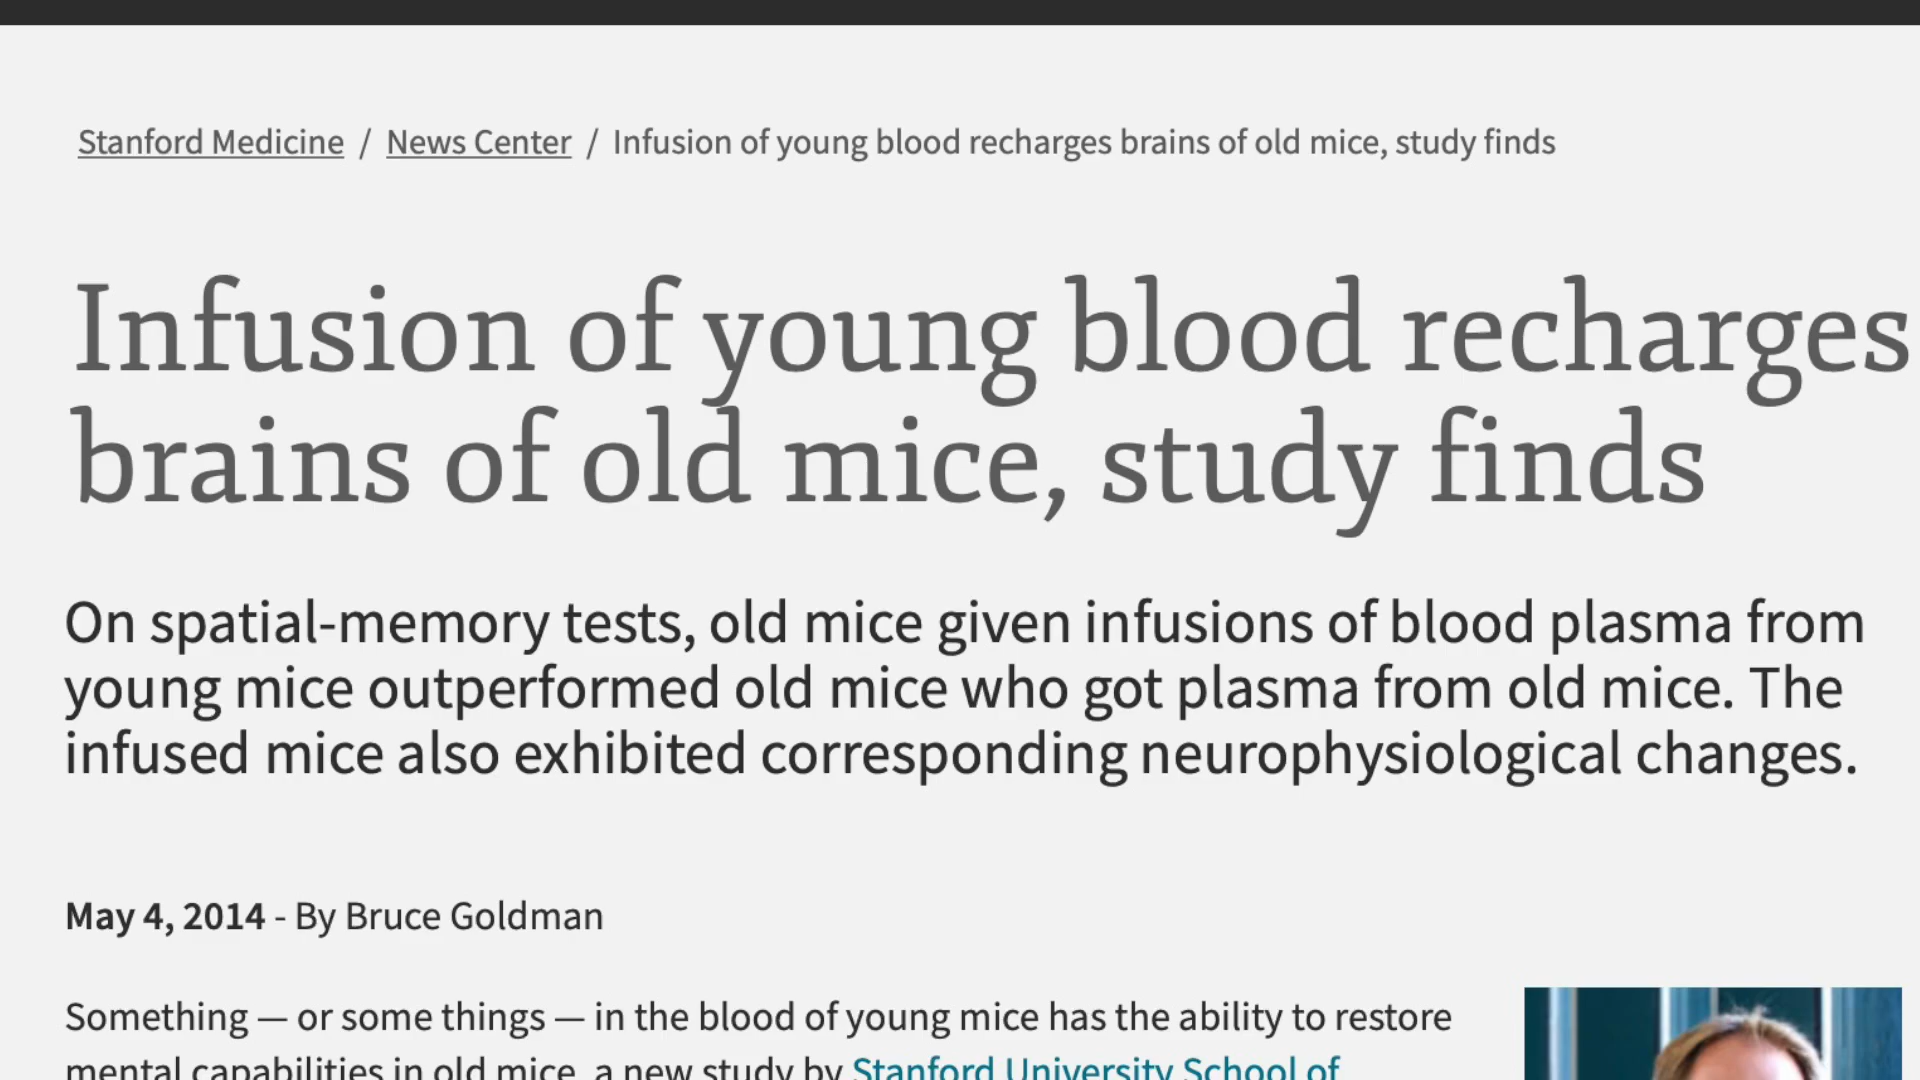 Stanford Medicine / News Center / Infusion of young blood recharges brains of old mice, study finds
Infusion of young blood recharges
brains of old mice, study finds
On spatial-memory tests, old mice given infusions of blood plasma from
young mice outperformed old mice who got plasma from old mice. The
infused mice also exhibited corresponding neurophysiological changes.
May 4, 2014 - By Bruce Goldman
Something — or some things — in the blood of young mice has the ability to restore
mental capabilities in old mice, a new study by Stanford University School of